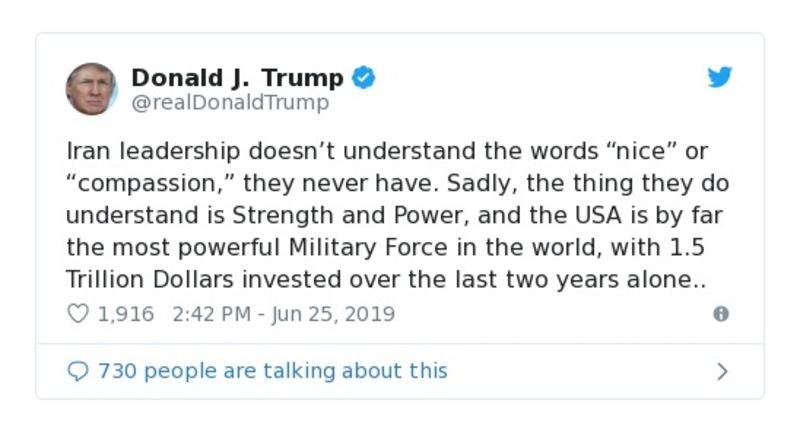 Donald J. Trump
@realDonaldTrump
Iran leadership doesn’t understand the words “nice” or
“compassion,” they never have. Sadly, the thing they do
understand is Strength and Power, and the USA is by far
the most powerful Military Force in the world, with 1.5
Trillion Dollars invested over the last two years alone..
1,916 2:42 PM - Jun 25, 2019
730 people are talking about this